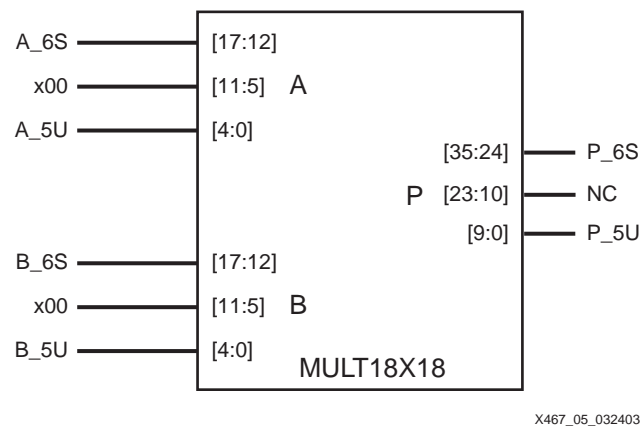 A_6S [17:12]
x00 [11:5] A
A_5U [4:0]
[35:24] P_6S
P [23:10] NC
[9:0] P_5U
B_6S [17:12]
x00 [11:5] B
B_5U [4:0]
MULT18X18
X467_05_032403